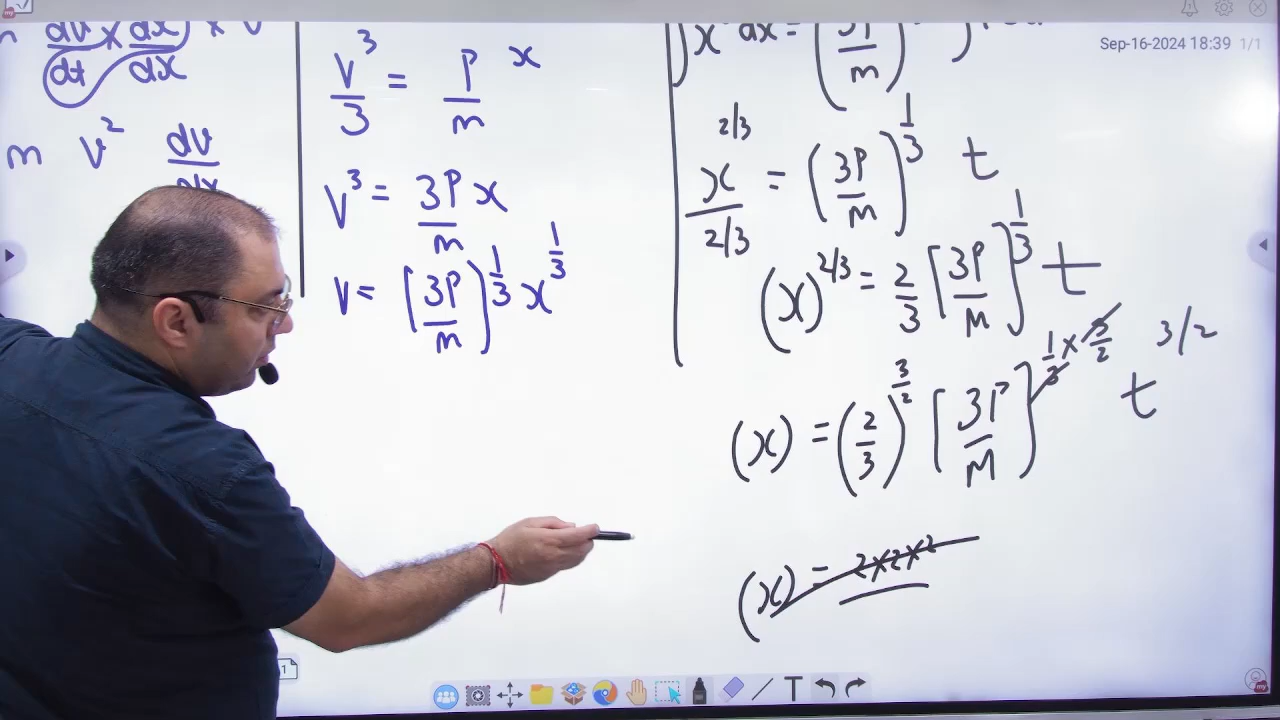 dv/dt × dx/dx × v
m v² dv/dx
v³/3 = P/m x
v³ = 3P/m x
v = [3P/m]^1/3 x^1/3
Sep-16-2024 18:39 1/1
x^2/3 / 2/3 = (3P/m)^1/3 t
(x)^2/3 = 2/3 [3P/M]^1/3 t
(x) = (2/3)^3/2 [3P/M]^1/3 × 3/2 t^3/2
(x) = 2×2×2
1
T